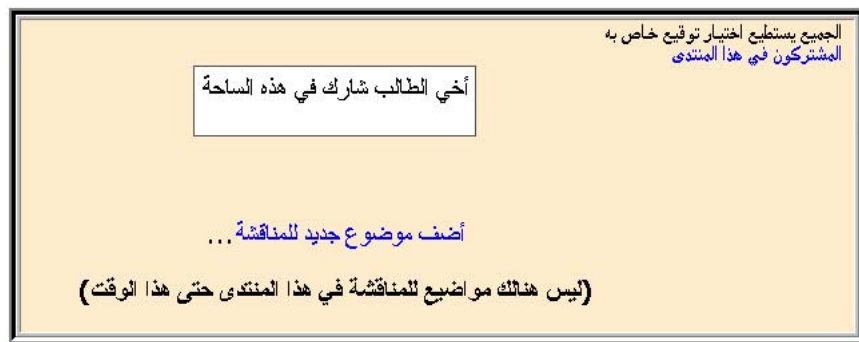 الجميع يستطيع اختيار توقيع خاص به
المشتركون في هذا المنتدى
أخي الطالب شارك في هذه الساحة
أضف موضوع جديد للمناقشة...
(ليس هنالك مواضيع للمناقشة في هذا المنتدى حتى هذا الوقت)